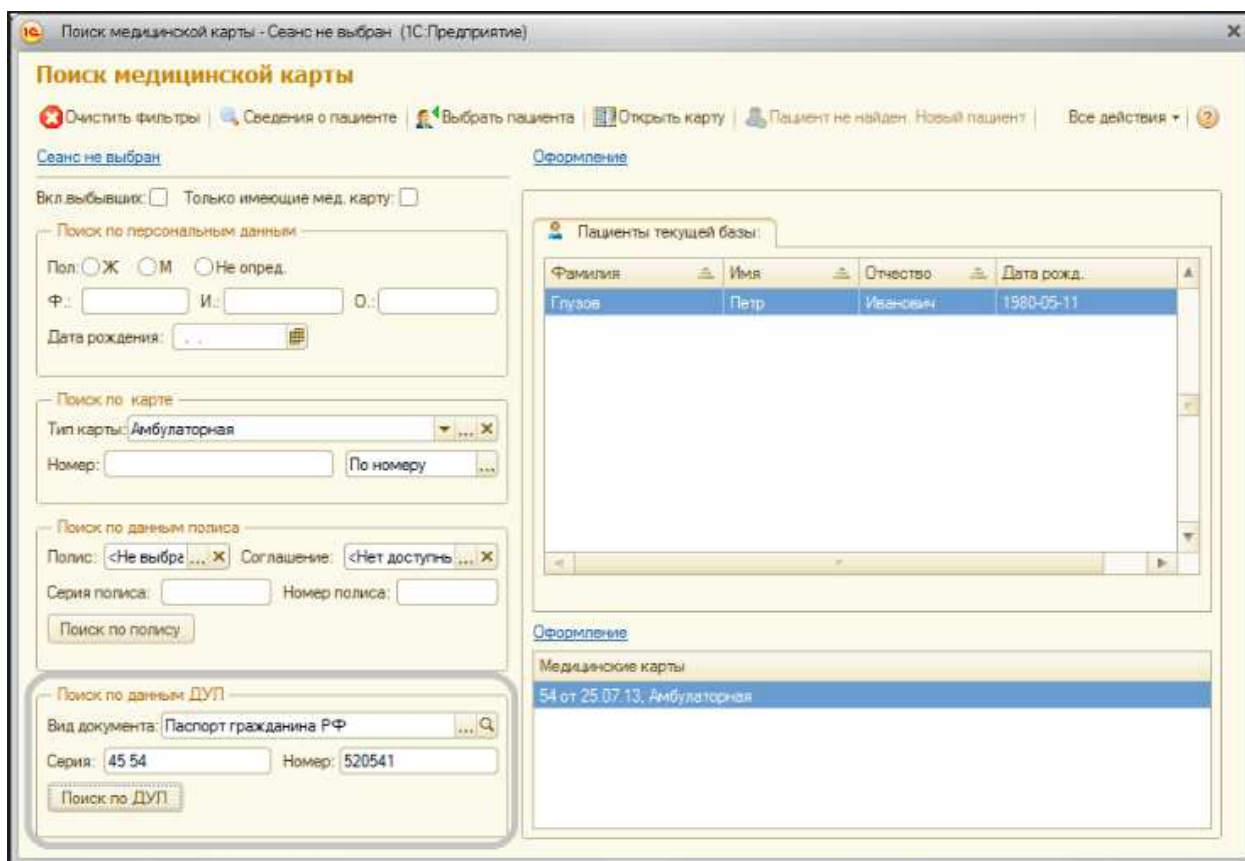 Поиск медицинской карты - Сеанс не выбран (1С:Предприятие)
Поиск медицинской карты
Очистить фильтры Сведения о пациенте Выбрать пациента Открыть карту Пациент не найден. Новый пациент Все действия
Сеанс не выбран
Вкл.выбывших: Только имеющие мед. карту:
Поиск по персональным данным
Пол: Ж М Не опред.
Ф.: И.: О.:
Дата рождения: . .
Поиск по карте
Тип карты: Амбулаторная ...
Номер: По номеру ...
Поиск по данным полиса
Полис: <Не выбра ... Соглашение: <Нет доступнь ...
Серия полиса: Номер полиса:
Поиск по полису
Поиск по данным ДУП
Вид документа: Паспорт гражданина РФ ...
Серия: 45 54 Номер: 520541
Поиск по ДУП
Оформление
Пациенты текущей базы:
Фамилия Имя Отчество Дата рожд.
Глузов Петр Иванович 1980-05-11
Оформление
Медицинские карты
54 от 25.07.13, Амбулаторная